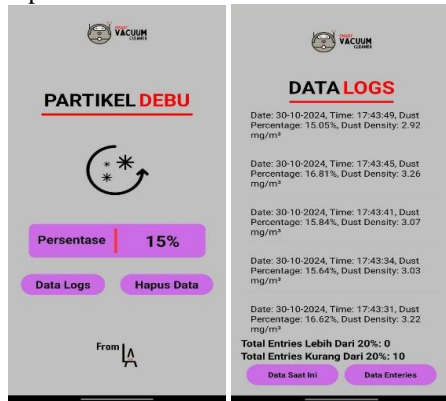 SMART
VACUUM
CLEANER
PARTIKEL DEBU
Persentase 15%
Data Logs Hapus Data
From LA
SMART
VACUUM
CLEANER
DATA LOGS
Date: 30-10-2024, Time: 17:43:49, Dust
Percentage: 15.05%, Dust Density: 2.92
mg/m³
Date: 30-10-2024, Time: 17:43:45, Dust
Percentage: 16.81%, Dust Density: 3.26
mg/m³
Date: 30-10-2024, Time: 17:43:41, Dust
Percentage: 15.84%, Dust Density: 3.07
mg/m³
Date: 30-10-2024, Time: 17:43:34, Dust
Percentage: 15.64%, Dust Density: 3.03
mg/m³
Date: 30-10-2024, Time: 17:43:31, Dust
Percentage: 16.62%, Dust Density: 3.22
mg/m³
Total Entries Lebih Dari 20%: 0
Total Entries Kurang Dari 20%: 10
Data Saat Ini Data Enteries